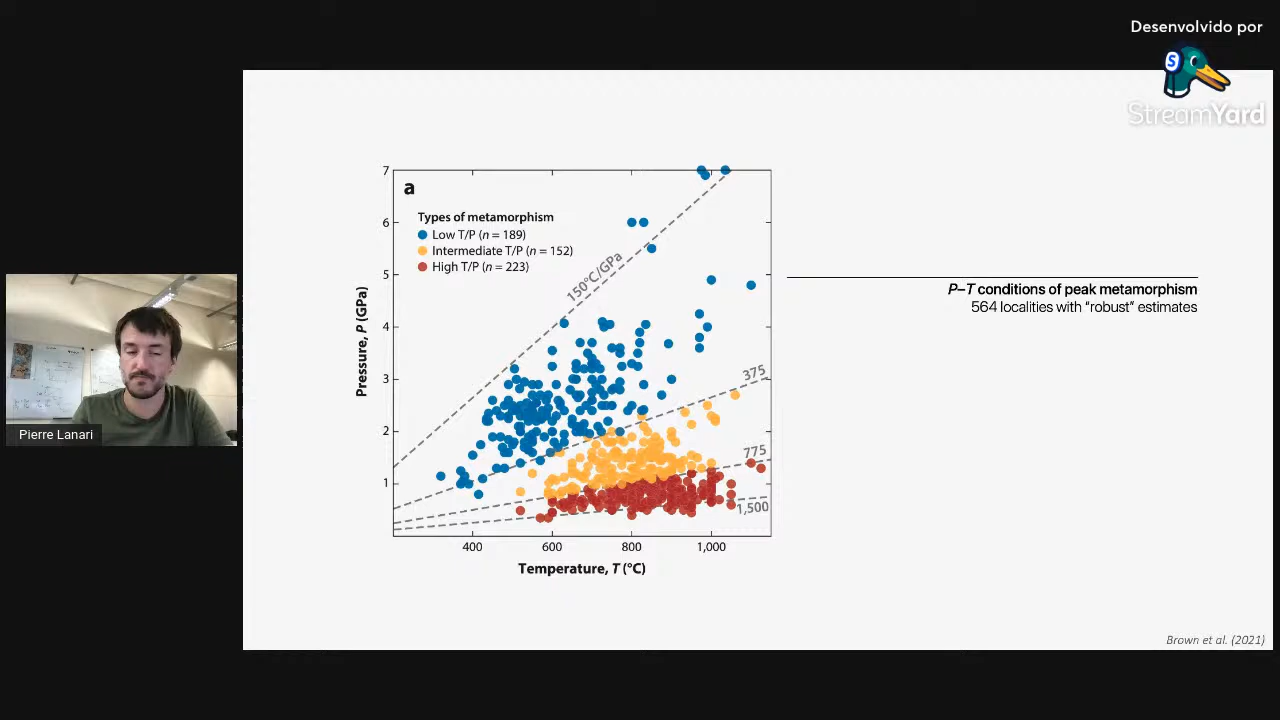 Desenvolvido por
StreamYard
7
6
5
4
3
2
1
Pressure, P (GPa)
a
Types of metamorphism
Low T/P (n = 189)
Intermediate T/P (n = 152)
High T/P (n = 223)
150°C/GPa
375
775
1,500
400 600 800 1,000
Temperature, T (°C)
P–T conditions of peak metamorphism
564 localities with “robust” estimates
Pierre Lanari
Brown et al. (2021)